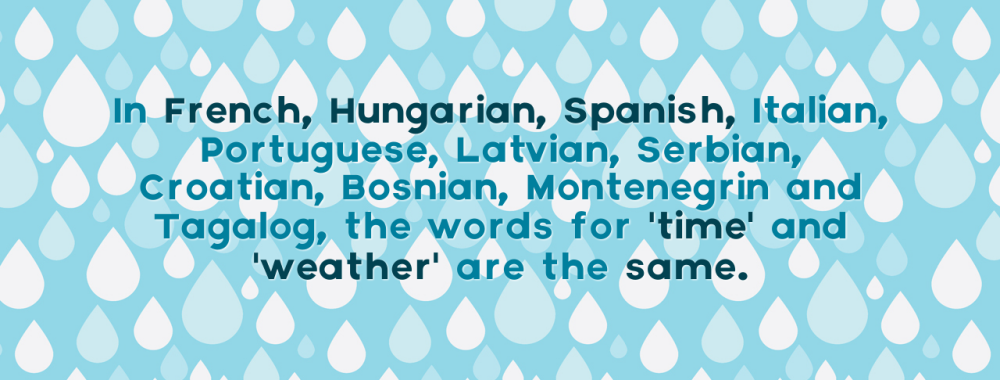 In French, Hungarian, Spanish, Italian,
Portuguese, Latvian, Serbian,
Croatian, Bosnian, Montenegrin and
Tagalog, the words for 'time' and
'weather' are the same.